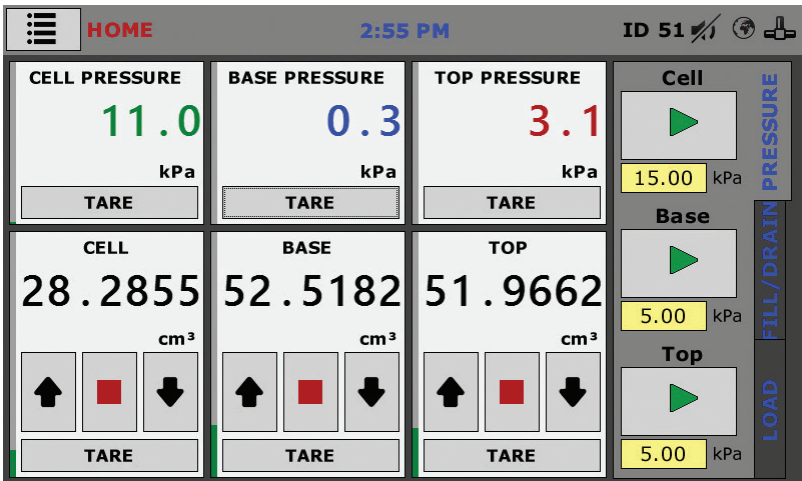 HOME 2:55 PM ID 51
CELL PRESSURE BASE PRESSURE TOP PRESSURE
11.0 0.3 3.1
kPa kPa kPa
TARE TARE TARE
CELL BASE TOP
28.2855 52.5182 51.9662
cm³ cm³ cm³
TARE TARE TARE
Cell
15.00 kPa
Base
5.00 kPa
Top
5.00 kPa
PRESSURE
FILL/DRAIN
LOAD